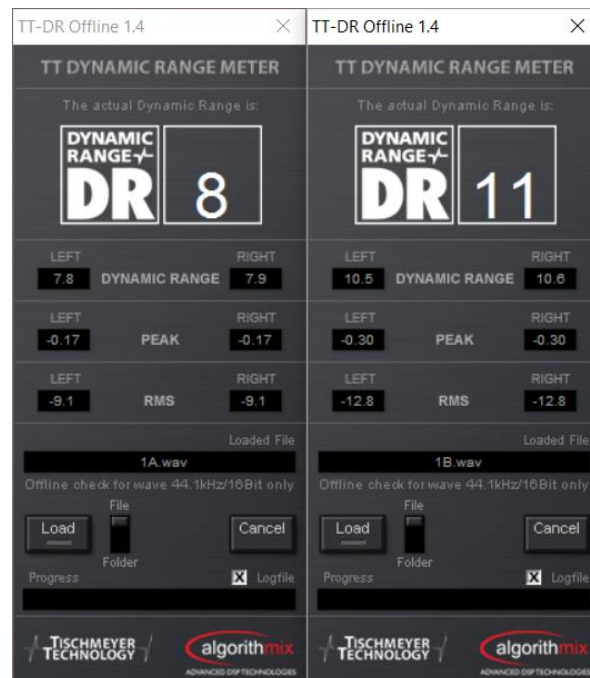 TT-DR Offline 1.4
TT DYNAMIC RANGE METER
The actual Dynamic Range is:
DYNAMIC
RANGE
DR
8
LEFT RIGHT
7.8 DYNAMIC RANGE 7.9
LEFT RIGHT
-0.17 PEAK -0.17
LEFT RIGHT
-9.1 RMS -9.1
Loaded File
1A.wav
Offline check for wave 44.1kHz/16Bit only
File
Load Cancel
Folder
Progress X Logfile
TISCHMEYER
TECHNOLOGY
algorithmix
ADVANCED DSP TECHNOLOGIES
TT-DR Offline 1.4
TT DYNAMIC RANGE METER
The actual Dynamic Range is:
DYNAMIC
RANGE
DR
11
LEFT RIGHT
10.5 DYNAMIC RANGE 10.6
LEFT RIGHT
-0.30 PEAK -0.30
LEFT RIGHT
-12.8 RMS -12.8
Loaded File
1B.wav
Offline check for wave 44.1kHz/16Bit only
File
Load Cancel
Folder
Progress X Logfile
TISCHMEYER
TECHNOLOGY
algorithmix
ADVANCED DSP TECHNOLOGIES